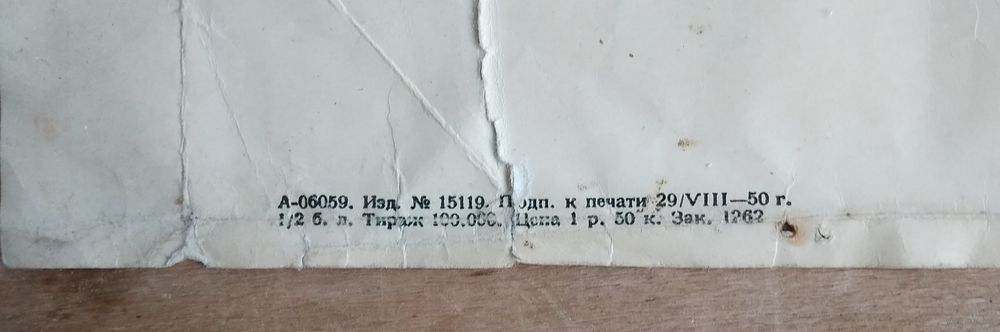 А-06059. Изд. № 15119. Подп. к печати 29/VIII—50 г.
1/2 б. л. Тираж 100.000. Цена 1 р. 50 к. Зак. 1262